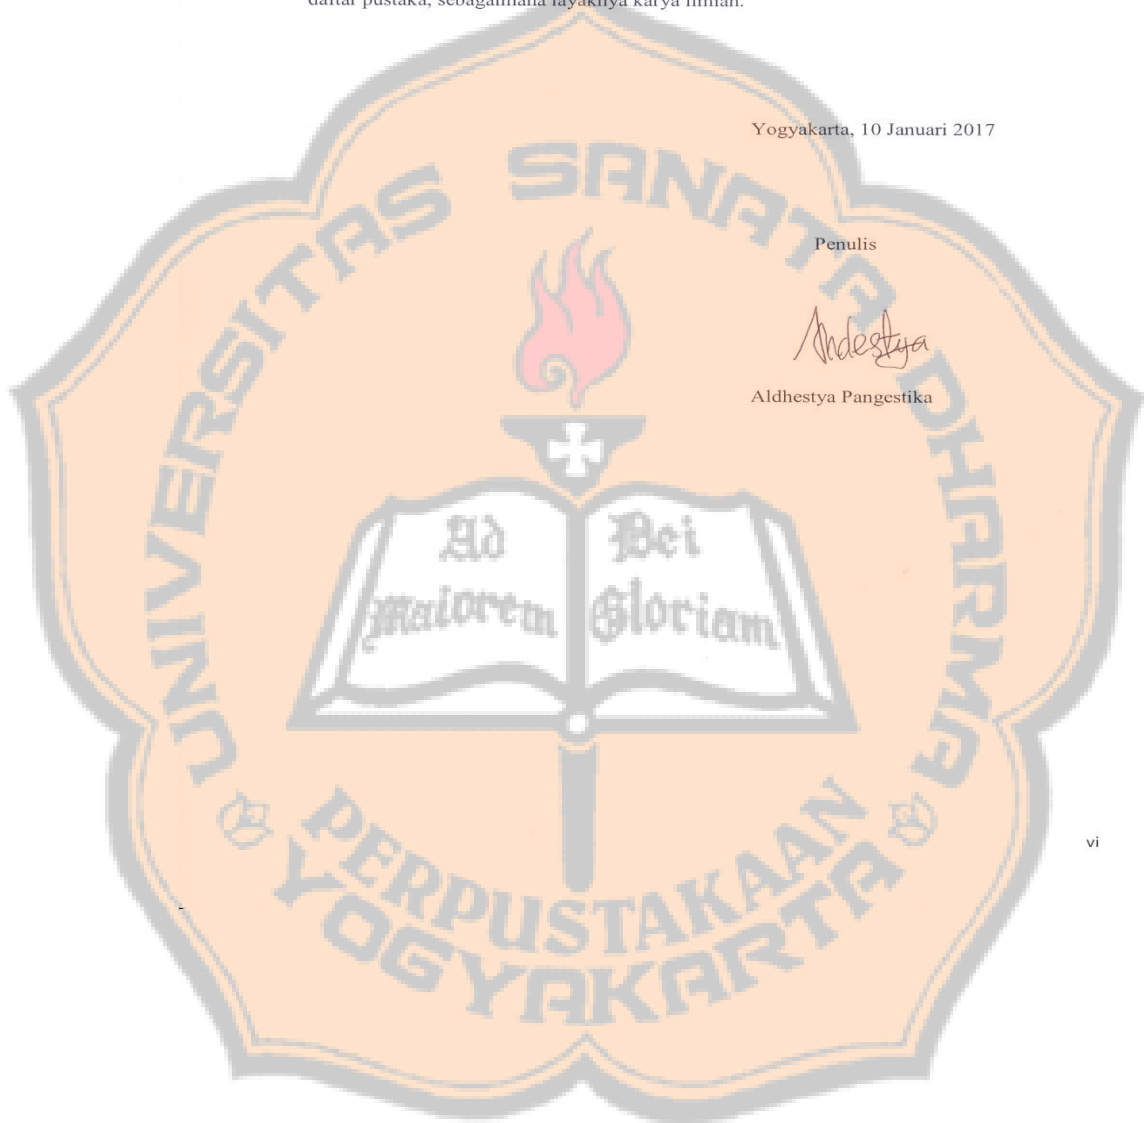 daftar pustaka, sebagaimana layaknya karya ilmiah.
Yogyakarta, 10 Januari 2017
Penulis
Aldhestya Pangestika
UNIVERSITAS SANATA DHARMA
Ad
Dei
Maiorem
Gloriam
PERPUSTAKAAN
YOGYAKARTA
vi